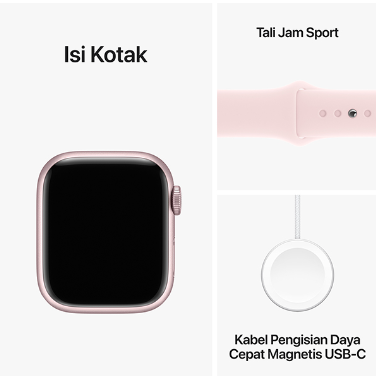 Isi Kotak
Tali Jam Sport
Kabel Pengisian Daya
Cepat Magnetis USB-C